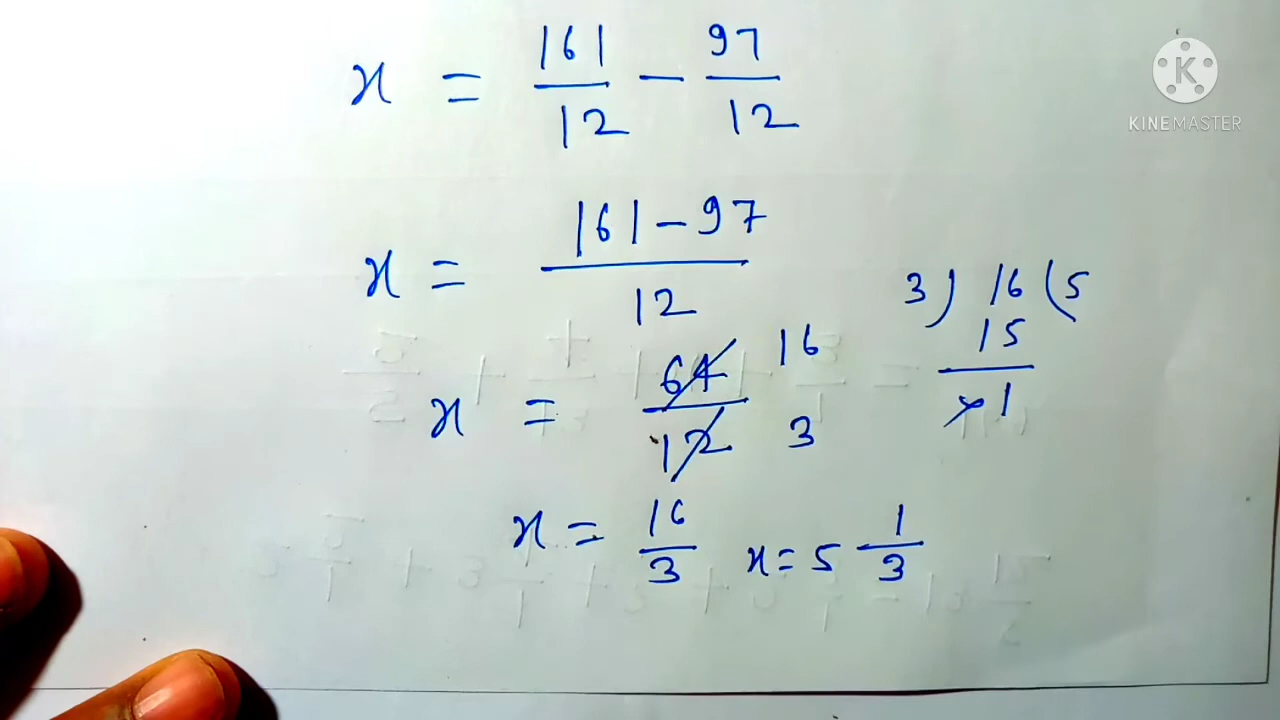 x = 161/12 - 97/12
KINEMASTER
x = 161-97/12
3) 16 (5
15
x1
x = 64/12 16/3
x = 16/3 x = 5 1/3